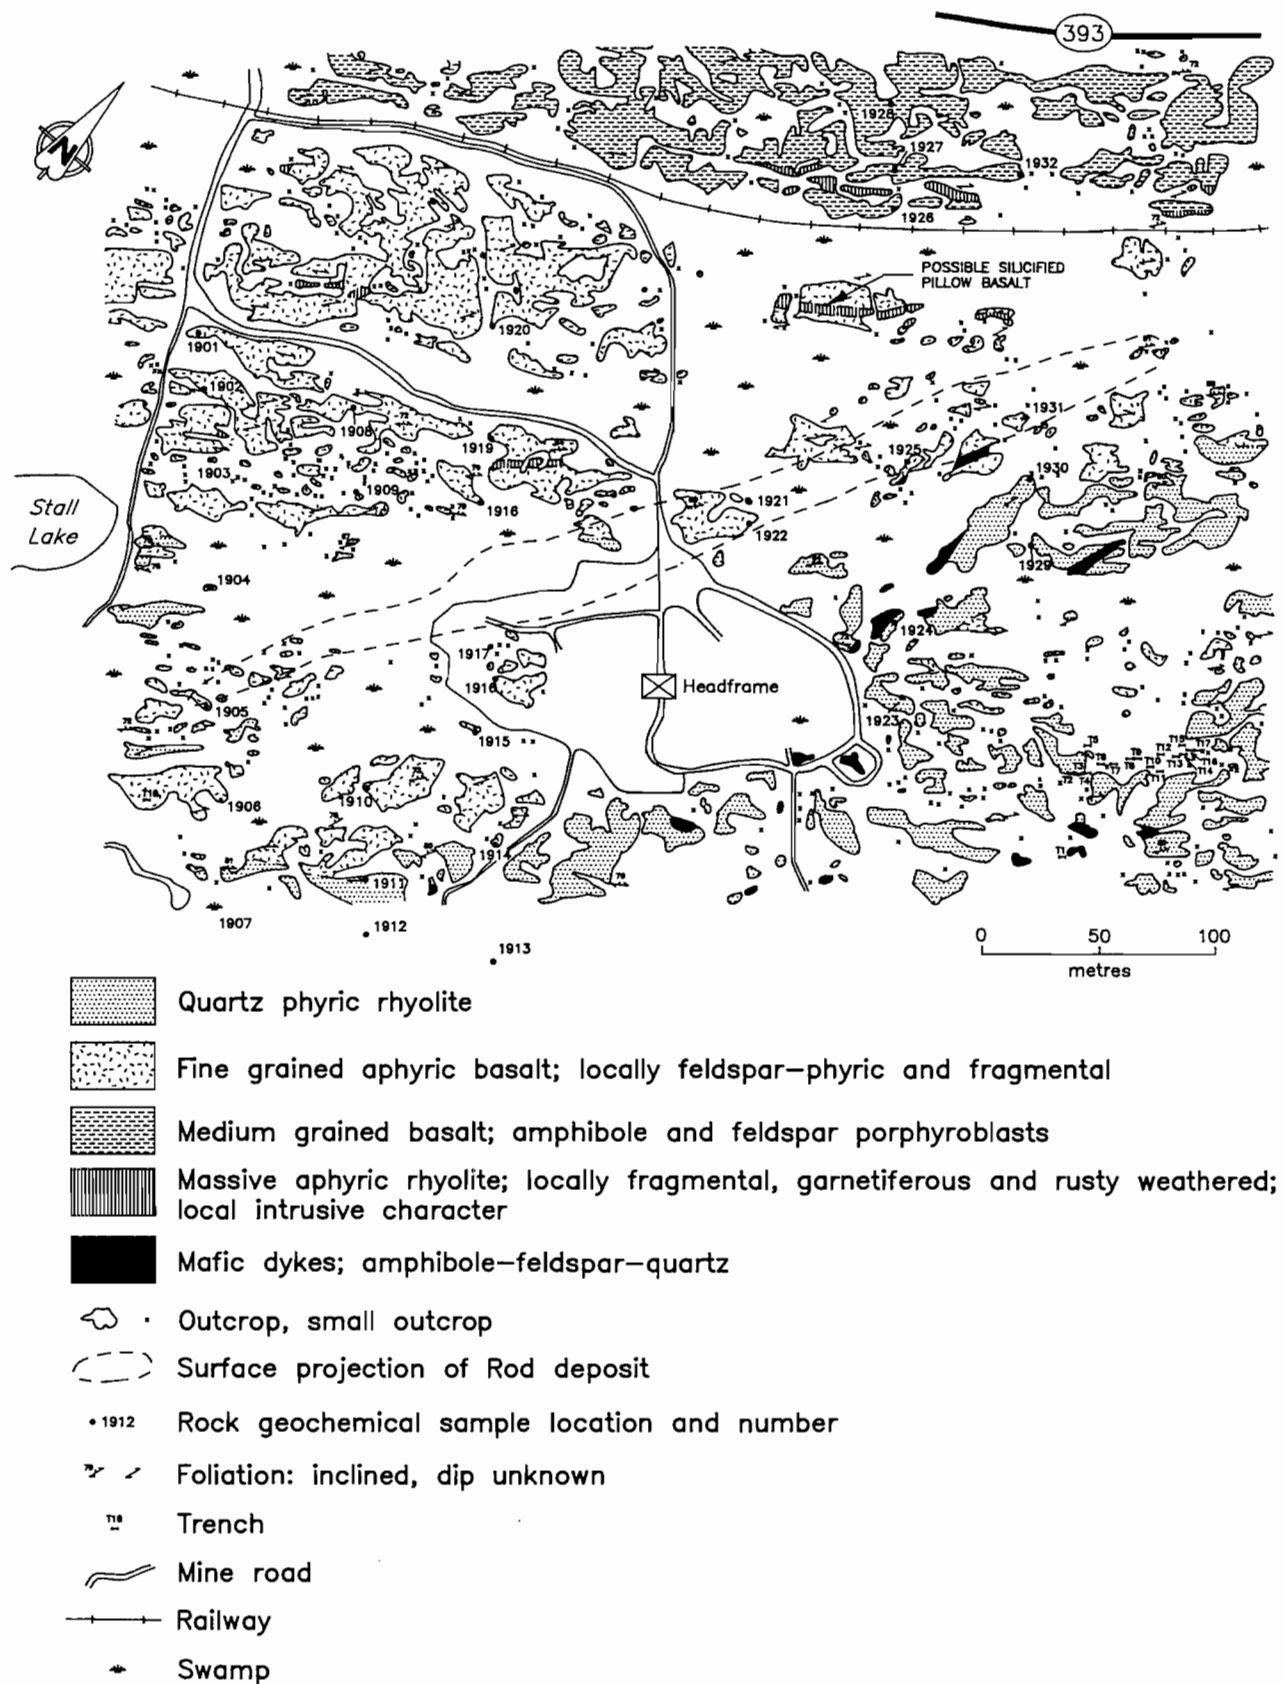 393
N
POSSIBLE SILICIFIED
PILLOW BASALT
1928
1927
1932
1926
1920
1901
1902
1908
1919
1903
1909
1916
1931
1925
1930
1921
1922
1929
Stall
Lake
1904
1924
1917
1916
Headframe
1905
1923
1915
1910
1906
1914
1911
1907
1912
1913
0 50 100
metres
Quartz phyric rhyolite
Fine grained aphyric basalt; locally feldspar-phyric and fragmental
Medium grained basalt; amphibole and feldspar porphyroblasts
Massive aphyric rhyolite; locally fragmental, garnetiferous and rusty weathered;
local intrusive character
Mafic dykes; amphibole-feldspar-quartz
Outcrop, small outcrop
Surface projection of Rod deposit
1912 Rock geochemical sample location and number
Foliation: inclined, dip unknown
Trench
Mine road
Railway
Swamp